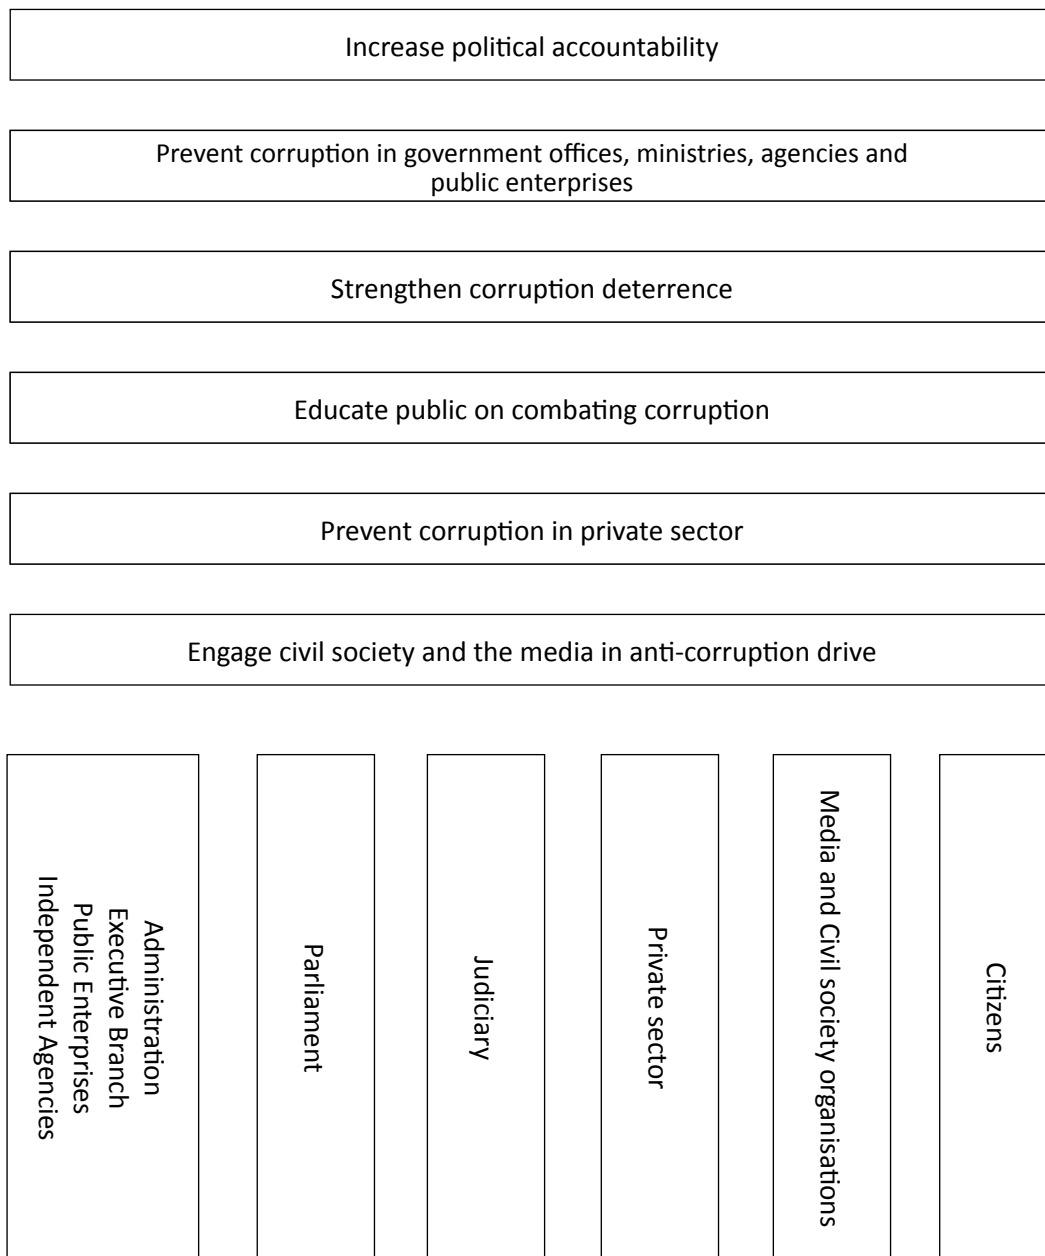 Increase political accountability
Prevent corruption in government offices, ministries, agencies and
public enterprises
Strengthen corruption deterrence
Educate public on combating corruption
Prevent corruption in private sector
Engage civil society and the media in anti-corruption drive
Administration
Executive Branch
Public Enterprises
Independent Agencies
Parliament
Judiciary
Private sector
Media and Civil society organisations
Citizens